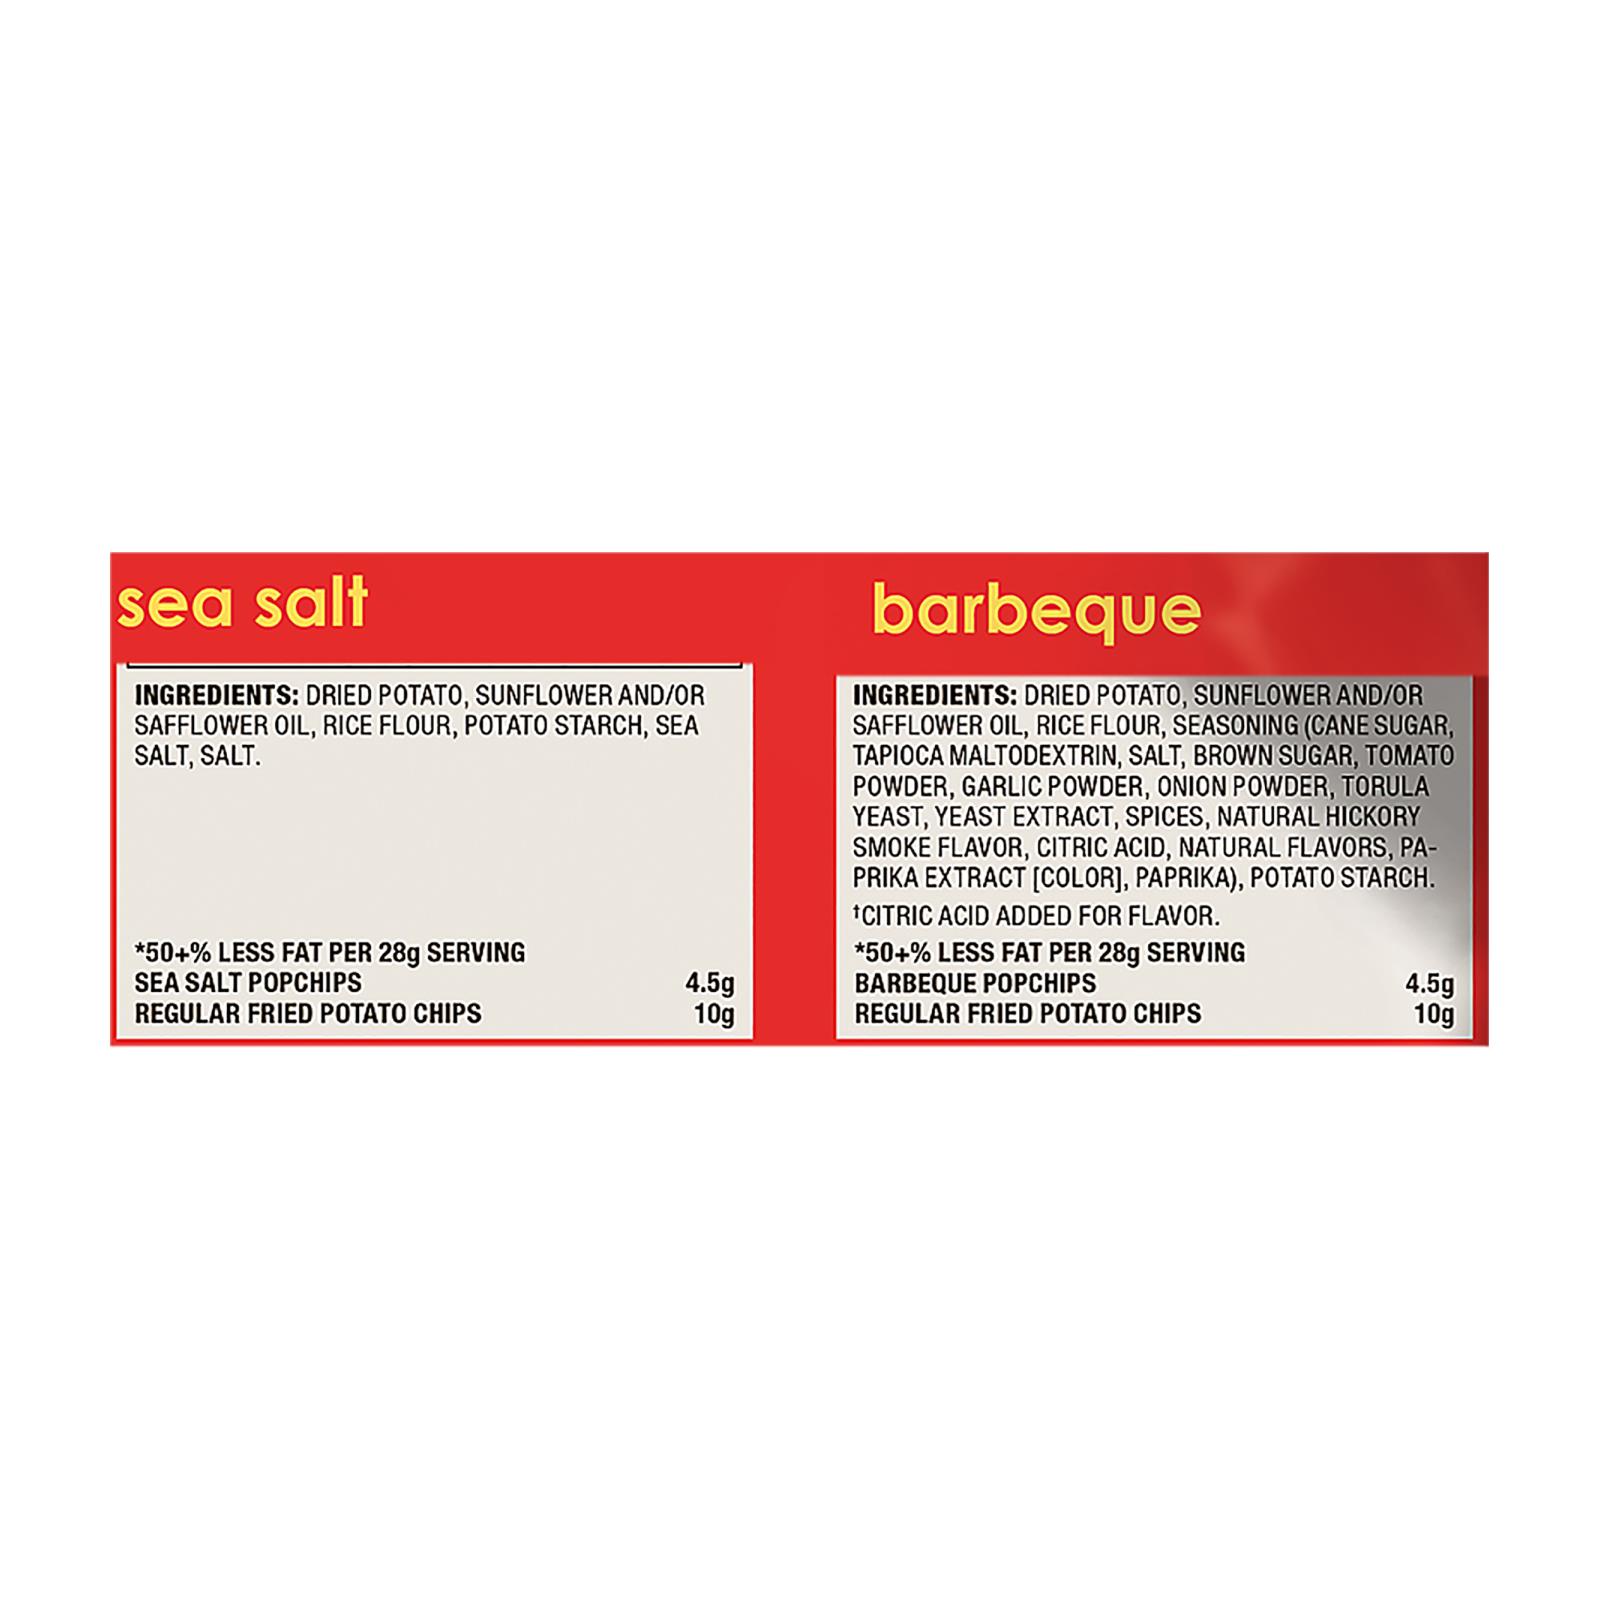 sea salt
INGREDIENTS: DRIED POTATO, SUNFLOWER AND/OR
SAFFLOWER OIL, RICE FLOUR, POTATO STARCH, SEA
SALT, SALT.
*50+% LESS FAT PER 28g SERVING
SEA SALT POPCHIPS 4.5g
REGULAR FRIED POTATO CHIPS 10g
barbeque
INGREDIENTS: DRIED POTATO, SUNFLOWER AND/OR
SAFFLOWER OIL, RICE FLOUR, SEASONING (CANE SUGAR,
TAPIOCA MALTODEXTRIN, SALT, BROWN SUGAR, TOMATO
POWDER, GARLIC POWDER, ONION POWDER, TORULA
YEAST, YEAST EXTRACT, SPICES, NATURAL HICKORY
SMOKE FLAVOR, CITRIC ACID, NATURAL FLAVORS, PA-
PRIKA EXTRACT [COLOR], PAPRIKA), POTATO STARCH.
†CITRIC ACID ADDED FOR FLAVOR.
*50+% LESS FAT PER 28g SERVING
BARBEQUE POPCHIPS 4.5g
REGULAR FRIED POTATO CHIPS 10g